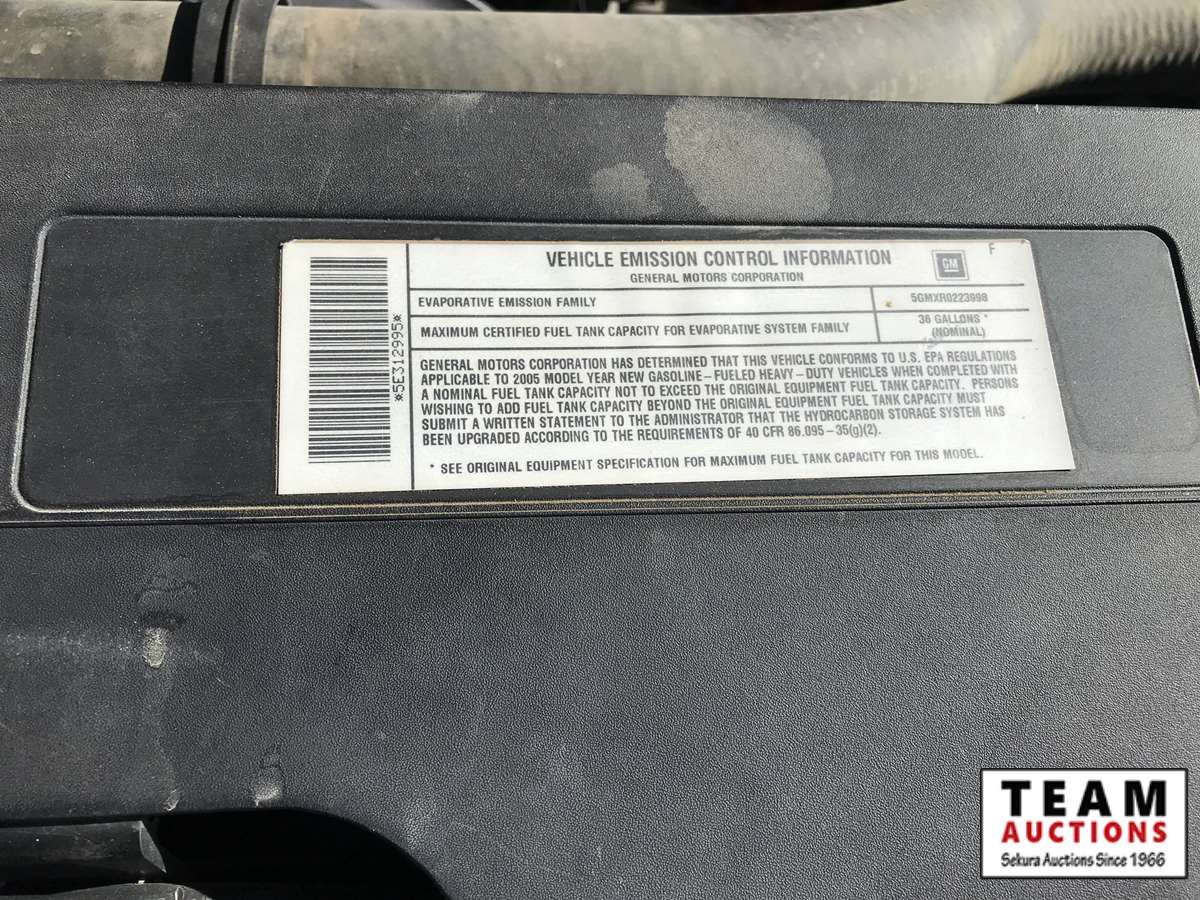 VEHICLE EMISSION CONTROL INFORMATION
GENERAL MOTORS CORPORATION
GM
F
EVAPORATIVE EMISSION FAMILY 5GMXR0223998
MAXIMUM CERTIFIED FUEL TANK CAPACITY FOR EVAPORATIVE SYSTEM FAMILY 36 GALLONS *
(NOMINAL)
*5E312995*
GENERAL MOTORS CORPORATION HAS DETERMINED THAT THIS VEHICLE CONFORMS TO U.S. EPA REGULATIONS
APPLICABLE TO 2005 MODEL YEAR NEW GASOLINE-FUELED HEAVY-DUTY VEHICLES WHEN COMPLETED WITH
A NOMINAL FUEL TANK CAPACITY NOT TO EXCEED THE ORIGINAL EQUIPMENT FUEL TANK CAPACITY. PERSONS
WISHING TO ADD FUEL TANK CAPACITY BEYOND THE ORIGINAL EQUIPMENT FUEL TANK CAPACITY MUST
SUBMIT A WRITTEN STATEMENT TO THE ADMINISTRATOR THAT THE HYDROCARBON STORAGE SYSTEM HAS
BEEN UPGRADED ACCORDING TO THE REQUIREMENTS OF 40 CFR 86.095-35(g)(2).
* SEE ORIGINAL EQUIPMENT SPECIFICATION FOR MAXIMUM FUEL TANK CAPACITY FOR THIS MODEL.
TEAM
AUCTIONS
Sekura Auctions Since 1966